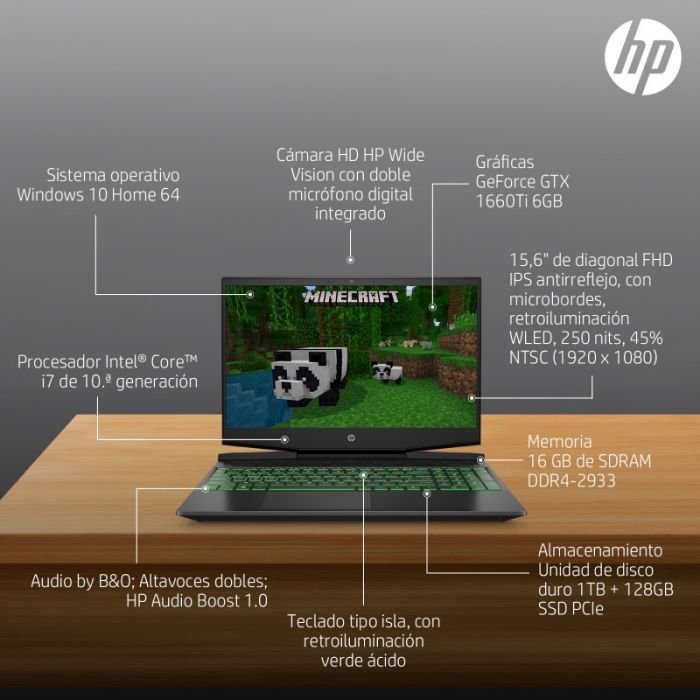 hp
Cámara HD HP Wide
Vision con doble
micrófono digital
integrado
Sistema operativo
Windows 10 Home 64
Gráficas
GeForce GTX
1660Ti 6GB
15,6" de diagonal FHD
IPS antirreflejo, con
microbordes,
retroiluminación
WLED, 250 nits, 45%
NTSC (1920 x 1080)
MINECRAFT
Procesador Intel® Core™
i7 de 10.ª generación
hp
Memoria
16 GB de SDRAM
DDR4-2933
Almacenamiento
Unidad de disco
duro 1TB + 128GB
SSD PCIe
Audio by B&O; Altavoces dobles;
HP Audio Boost 1.0
Teclado tipo isla, con
retroiluminación
verde ácido